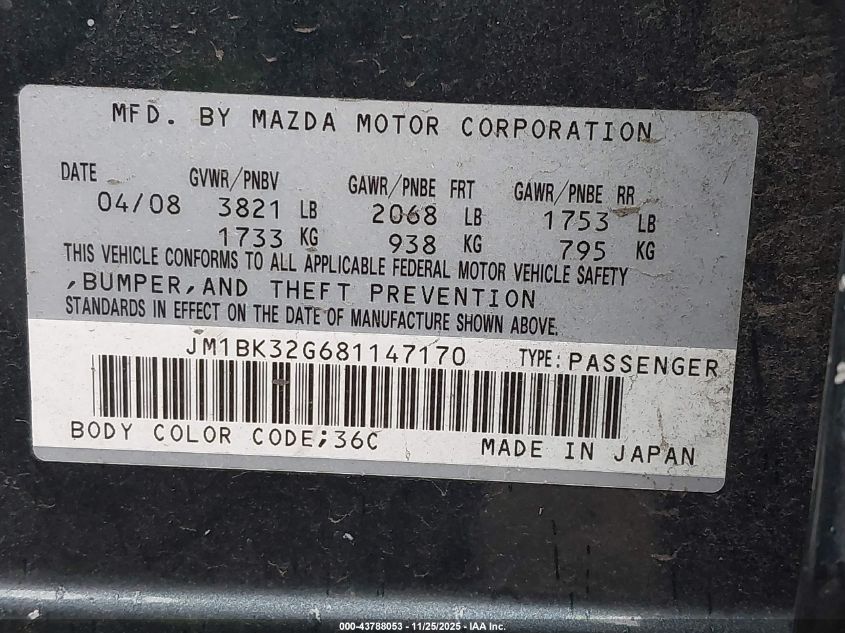 MFD. BY MAZDA MOTOR CORPORATION
DATE GVWR/PNBV GAWR/PNBE FRT GAWR/PNBE RR
04/08 3821 LB 2068 LB 1753 LB
1733 KG 938 KG 795 KG
THIS VEHICLE CONFORMS TO ALL APPLICABLE FEDERAL MOTOR VEHICLE SAFETY
,BUMPER,AND THEFT PREVENTION
STANDARDS IN EFFECT ON THE DATE OF MANUFACTURE SHOWN ABOVE.
JM1BK32G681147170 TYPE: PASSENGER
BODY COLOR CODE;36C MADE IN JAPAN
000-43788053 - 11/25/2025 - IAA Inc.